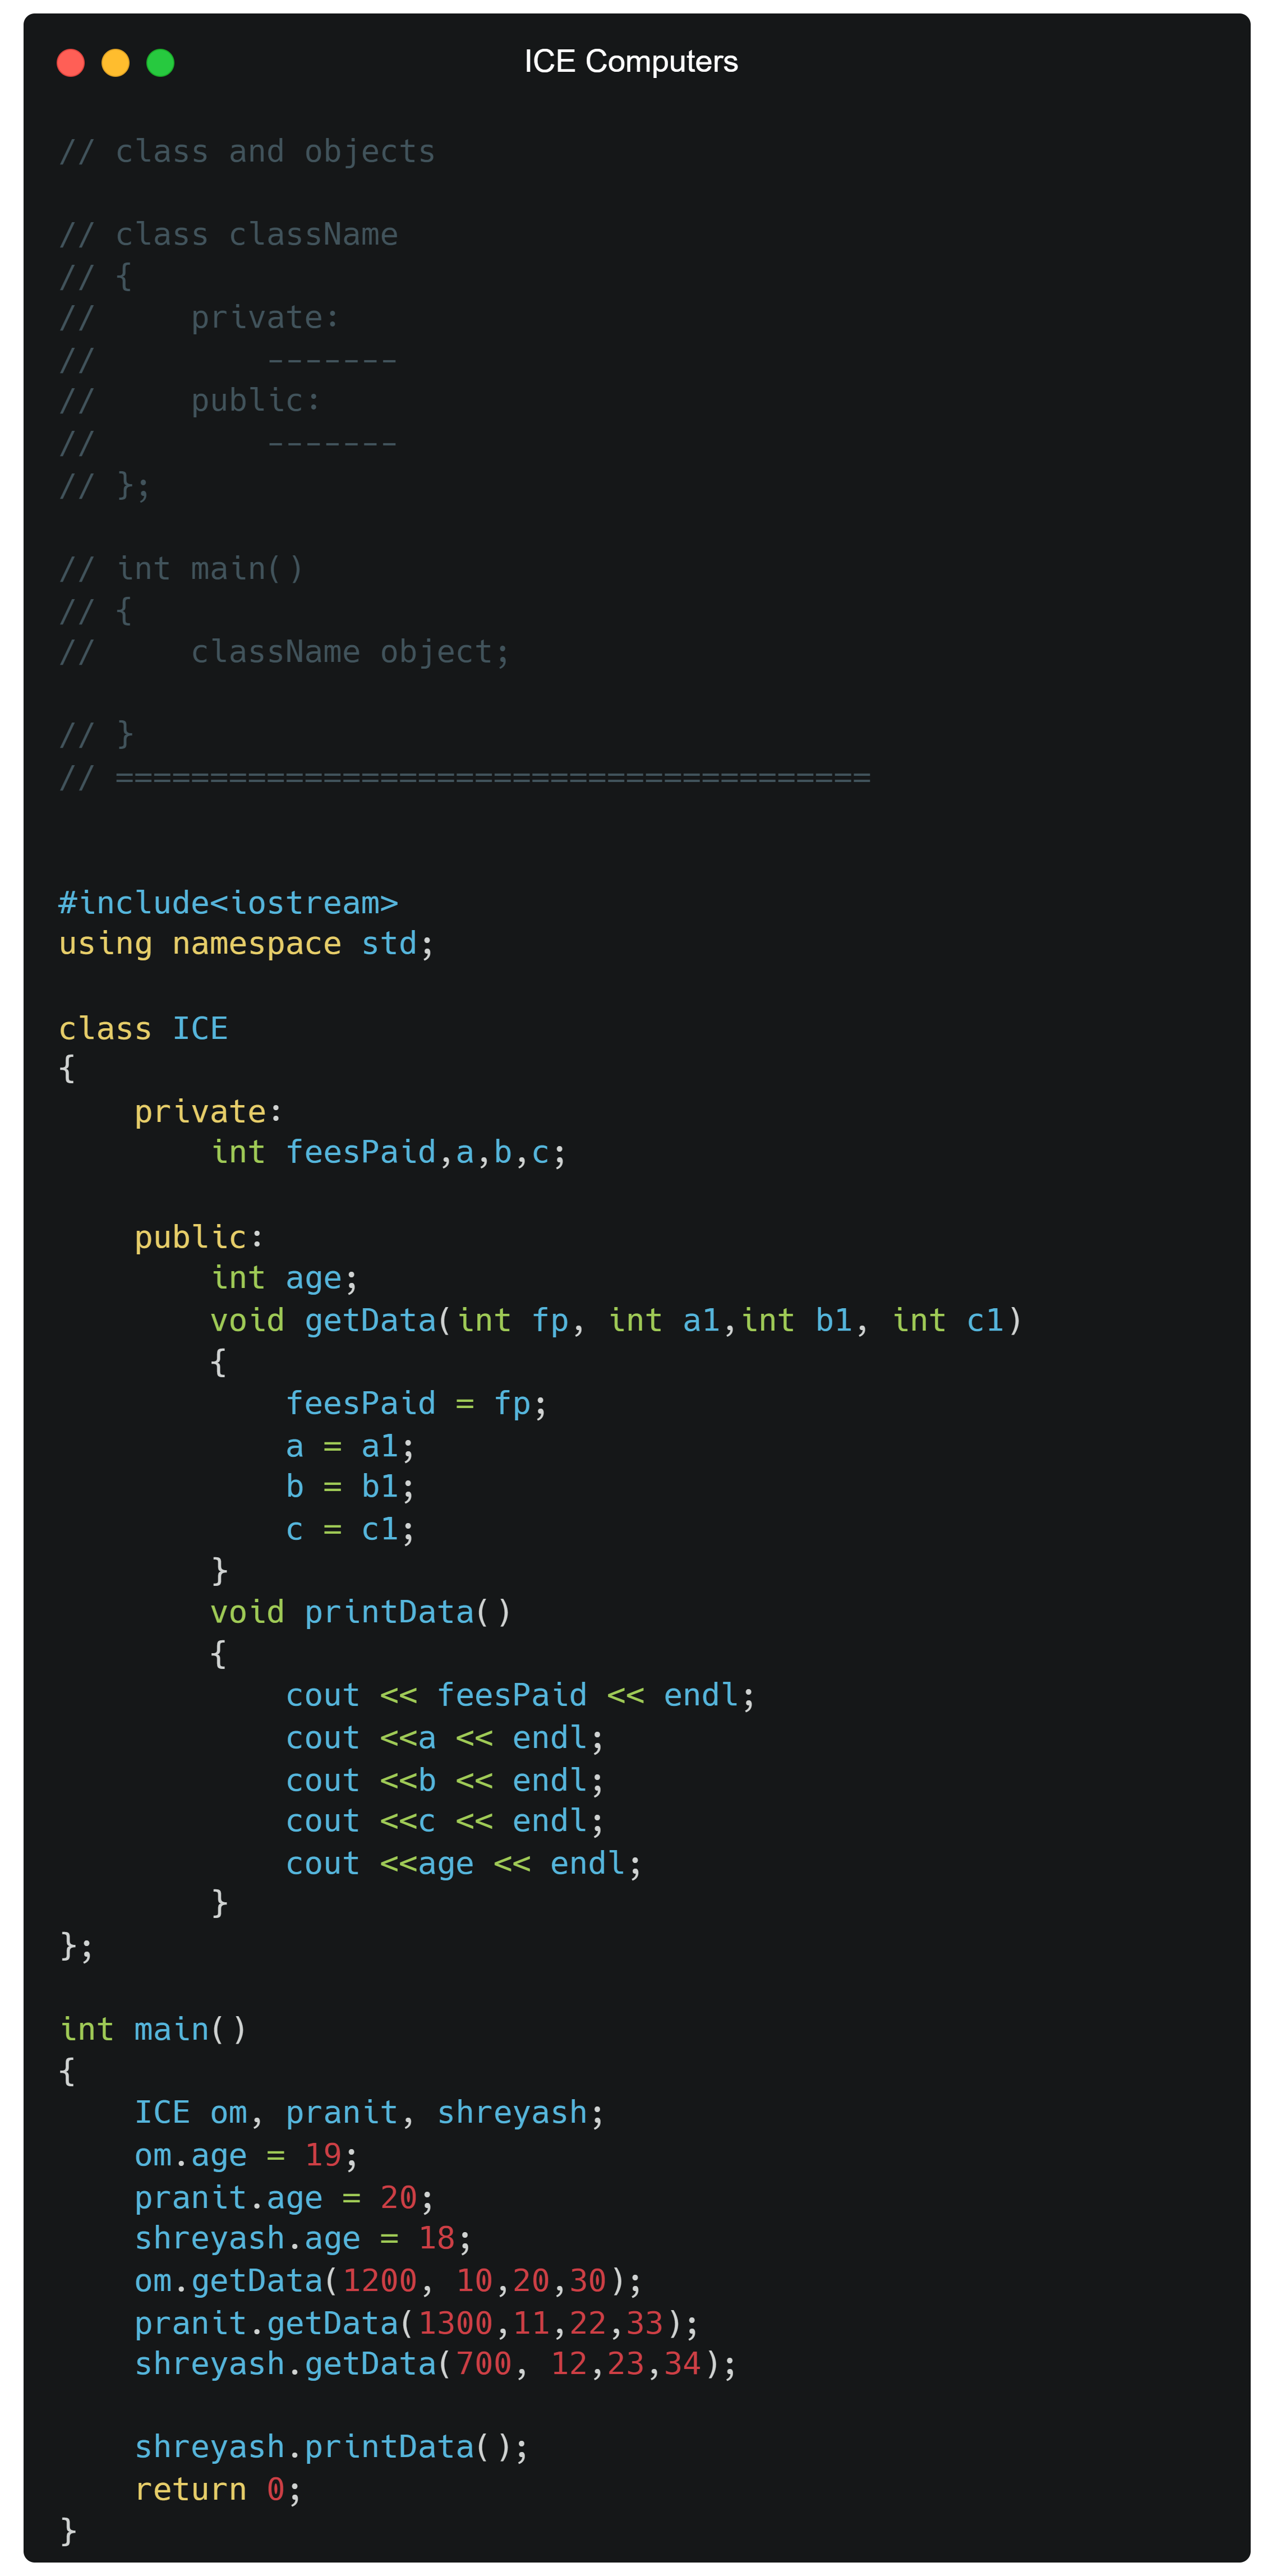 ICE Computers
// class and objects
// class className
// {
//     private:
//         -------
//     public:
//         -------
// };
// int main()
// {
//     className object;
// }
// ========================================
#include<iostream>
using namespace std;
class ICE
{
    private:
        int feesPaid,a,b,c;
    public:
        int age;
        void getData(int fp, int a1,int b1, int c1)
        {
            feesPaid = fp;
            a = a1;
            b = b1;
            c = c1;
        }
        void printData()
        {
            cout << feesPaid << endl;
            cout <<a << endl;
            cout <<b << endl;
            cout <<c << endl;
            cout <<age << endl;
        }
};
int main()
{
    ICE om, pranit, shreyash;
    om.age = 19;
    pranit.age = 20;
    shreyash.age = 18;
    om.getData(1200, 10,20,30);
    pranit.getData(1300,11,22,33);
    shreyash.getData(700, 12,23,34);
    shreyash.printData();
    return 0;
}